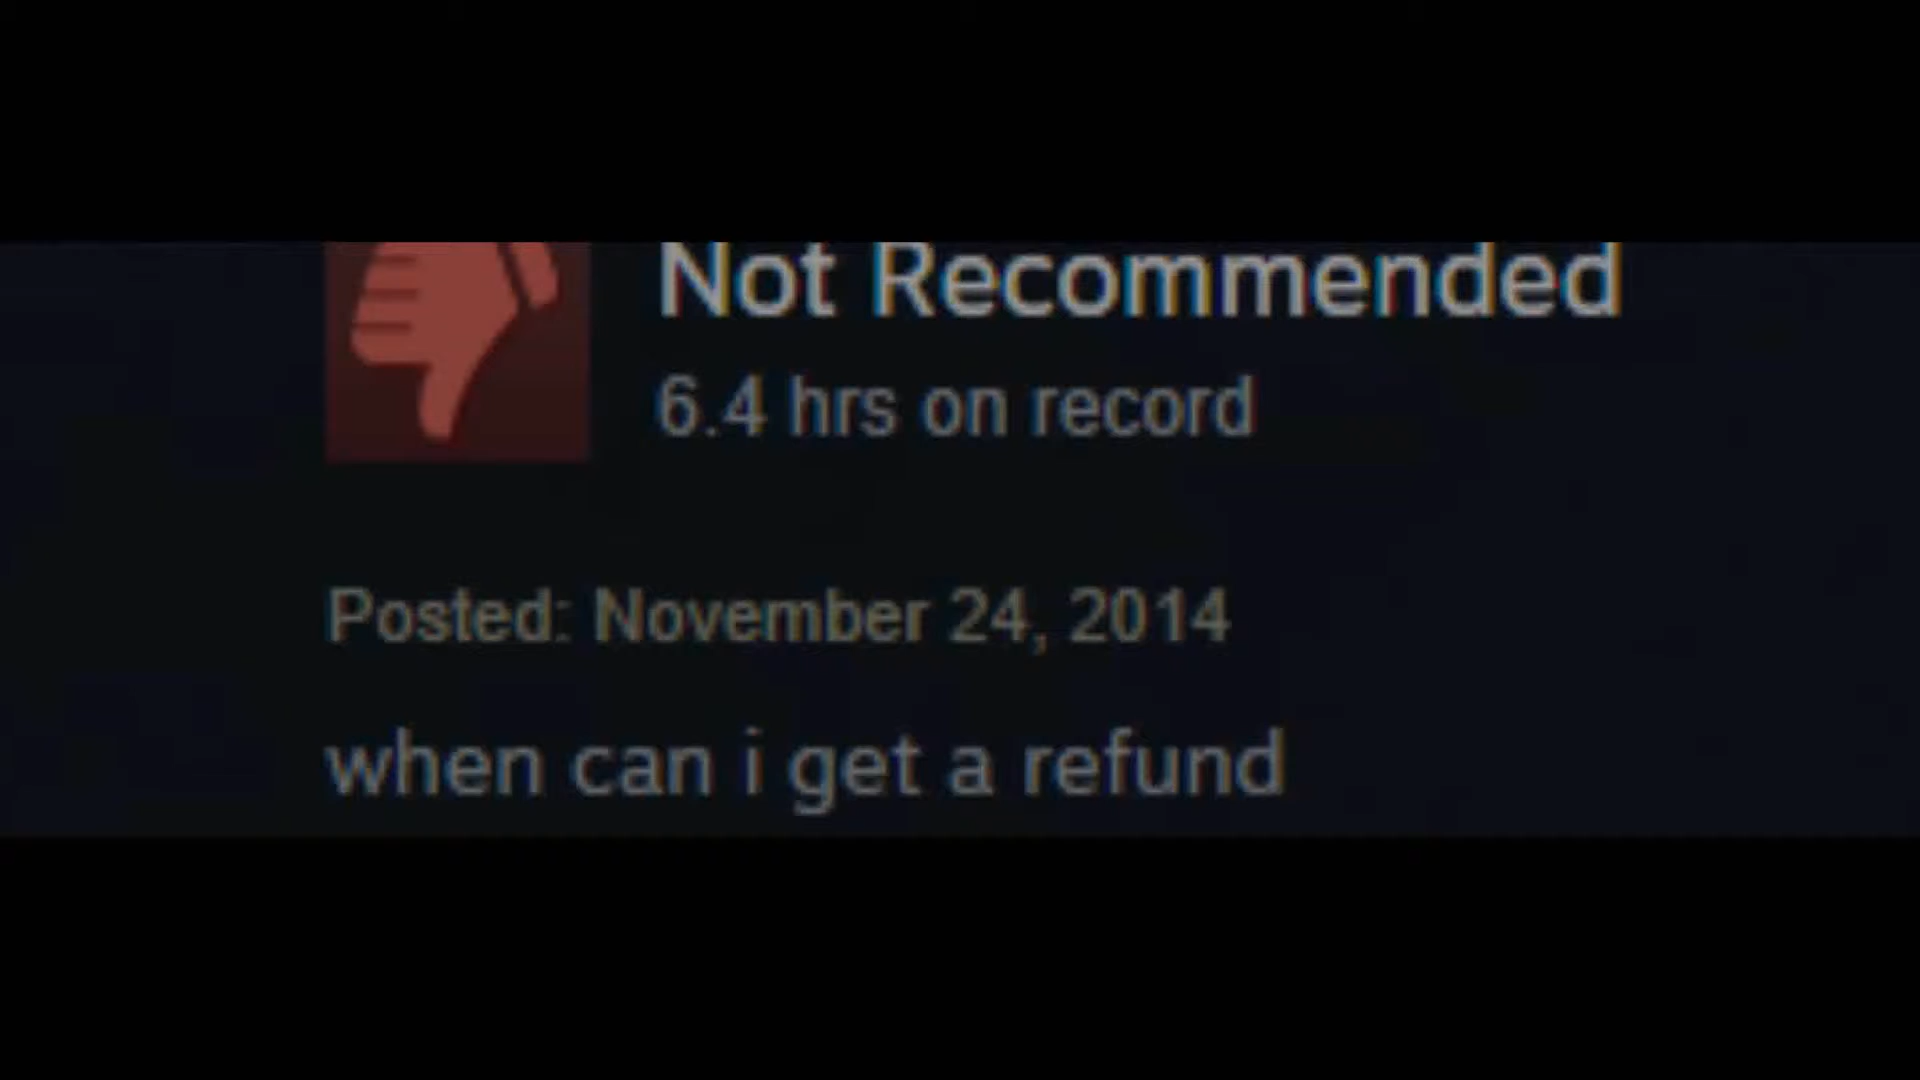 Not Recommended
6.4 hrs on record
Posted: November 24, 2014
when can i get a refund